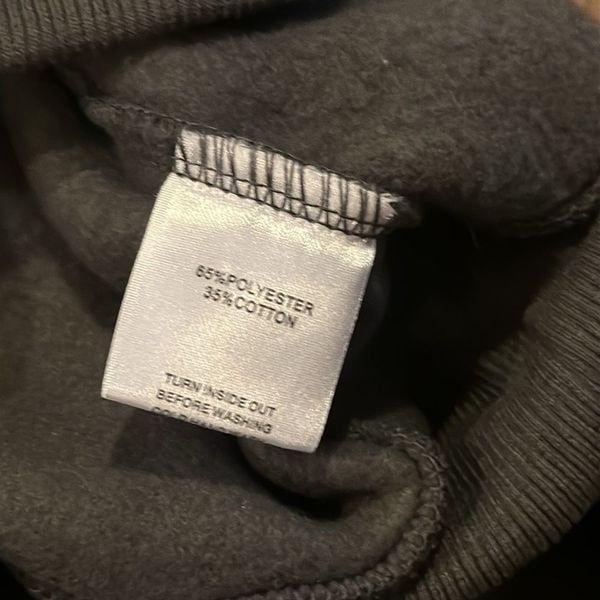 65%POLYESTER
35%COTTON
TURN INSIDE OUT
BEFORE WASHING